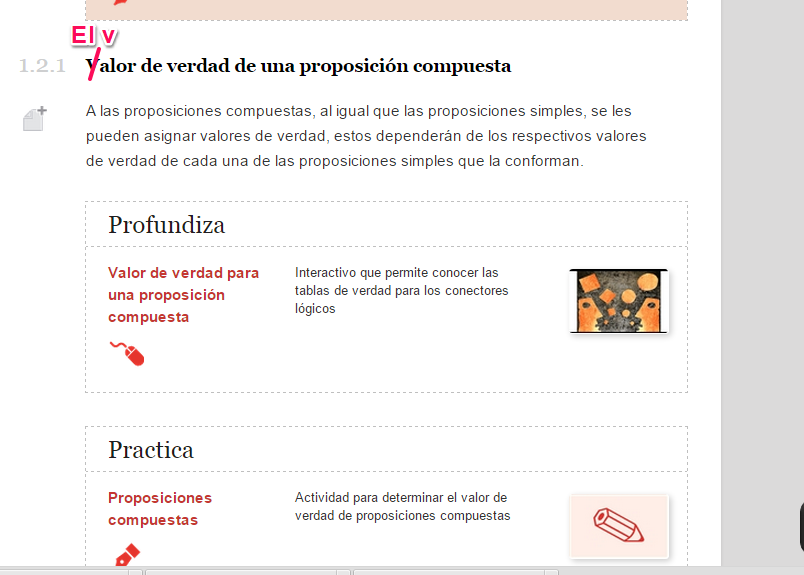 El v
1.2.1 Valor de verdad de una proposición compuesta
A las proposiciones compuestas, al igual que las proposiciones simples, se les
pueden asignar valores de verdad, estos dependerán de los respectivos valores
de verdad de cada una de las proposiciones simples que la conforman.
Profundiza
Valor de verdad para
una proposición
compuesta
Interactivo que permite conocer las
tablas de verdad para los conectores
lógicos
Practica
Proposiciones
compuestas
Actividad para determinar el valor de
verdad de proposiciones compuestas